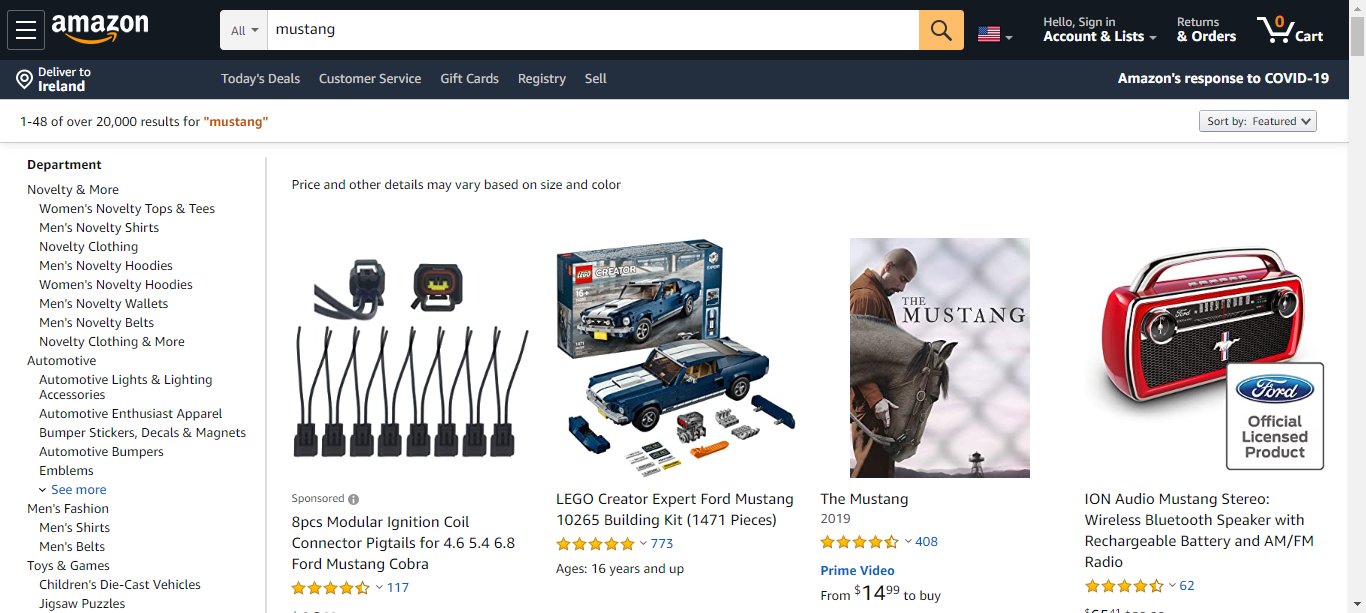 amazon
All
mustang
Hello, Sign in
Account & Lists
Returns
& Orders
0
Cart
Deliver to
Ireland
Today's Deals
Customer Service
Gift Cards
Registry
Sell
Amazon's response to COVID-19
1-48 of over 20,000 results for "mustang"
Sort by: Featured
Department
Novelty & More
Women's Novelty Tops & Tees
Men's Novelty Shirts
Novelty Clothing
Men's Novelty Hoodies
Women's Novelty Hoodies
Men's Novelty Wallets
Men's Novelty Belts
Novelty Clothing & More
Automotive
Automotive Lights & Lighting
Accessories
Automotive Enthusiast Apparel
Bumper Stickers, Decals & Magnets
Automotive Bumpers
Emblems
See more
Men's Fashion
Men's Shirts
Men's Belts
Toys & Games
Children's Die-Cast Vehicles
Jigsaw Puzzles
Price and other details may vary based on size and color
Sponsored
8pcs Modular Ignition Coil
Connector Pigtails for 4.6 5.4 6.8
Ford Mustang Cobra
117
LEGO
CREATOR
16+
LEGO Creator Expert Ford Mustang
10265 Building Kit (1471 Pieces)
773
Ages: 16 years and up
THE
MUSTANG
The Mustang
2019
408
Prime Video
From $14.99 to buy
Ford
Ford
Official
Licensed
Product
ION Audio Mustang Stereo:
Wireless Bluetooth Speaker with
Rechargeable Battery and AM/FM
Radio
62